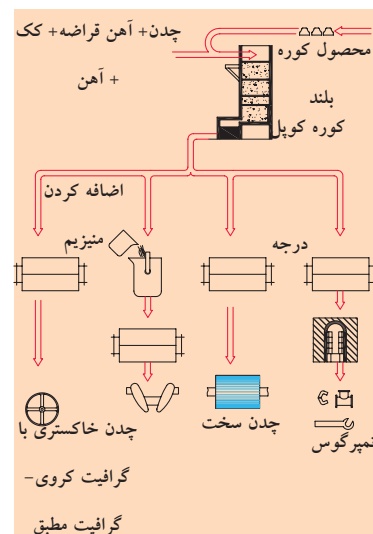 چدن+ آهن قراضه+ کک
+ آهن
محصول کوره
بلند
کوره کوپل
اضافه کردن
منیزیم
درجه
چدن خاکستری با
گرافیت کروی-
گرافیت مطبق
چدن سخت
تمپرگوس